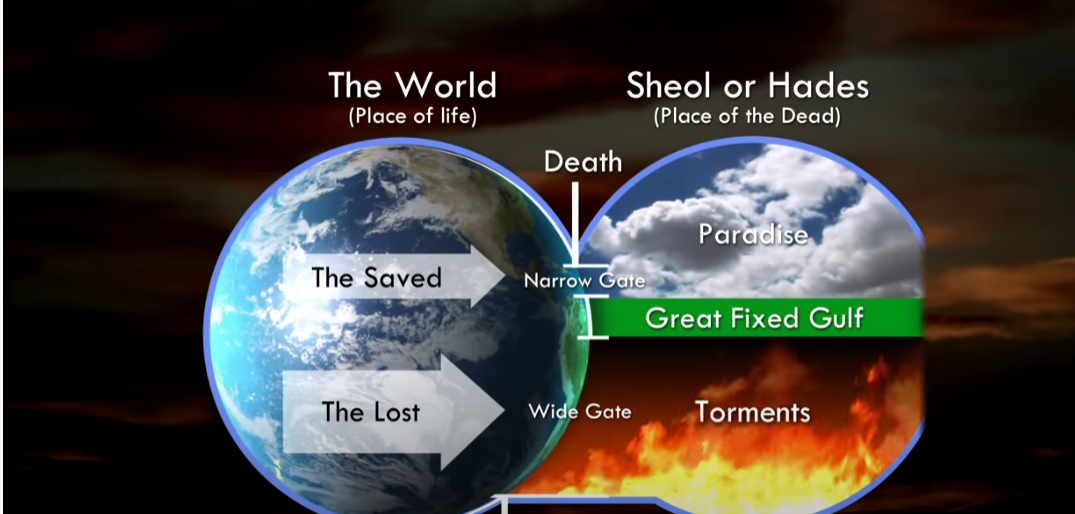 The World
(Place of life)
Sheol or Hades
(Place of the Dead)
Death
Paradise
The Saved
Narrow Gate
Great Fixed Gulf
The Lost
Wide Gate
Torments